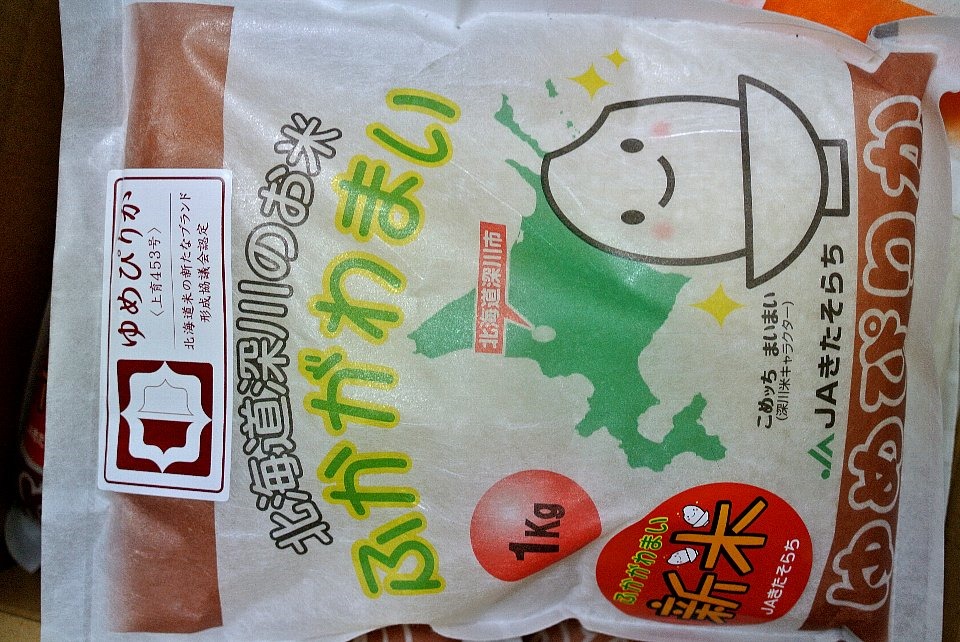 ゆめぴりか
〈上育453号〉
北海道米の新たなブランド
形成協議会認定
北海道深川のお米
ふかがわまい
北海道深川市
1Kg
こめッち まいまい
(深川米キャラクター)
JAきたそらち
ふかがわまい
新米
JAきたそらち
ゆめぴりか